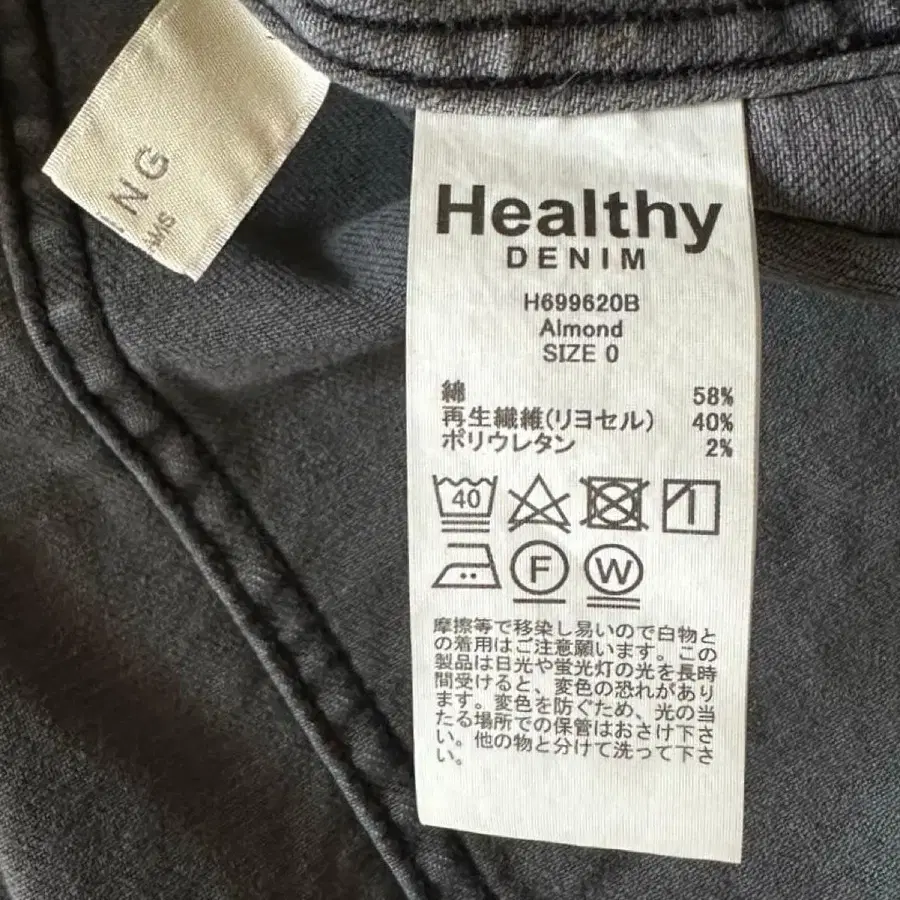 NG
Healthy
DENIM
H699620B
Almond
SIZE 0
綿 58%
再生繊維(リヨセル) 40%
ポリウレタン 2%
40
F
W
摩擦等で移染し易いので白物と
の着用はご注意願います。この
製品は日光や蛍光灯の光を長時
間受けると、変色の恐れがあり
ます。変色を防ぐため、光の当
たる場所での保管はおさけ下さ
い。他の物と分けて洗って下さ
い。